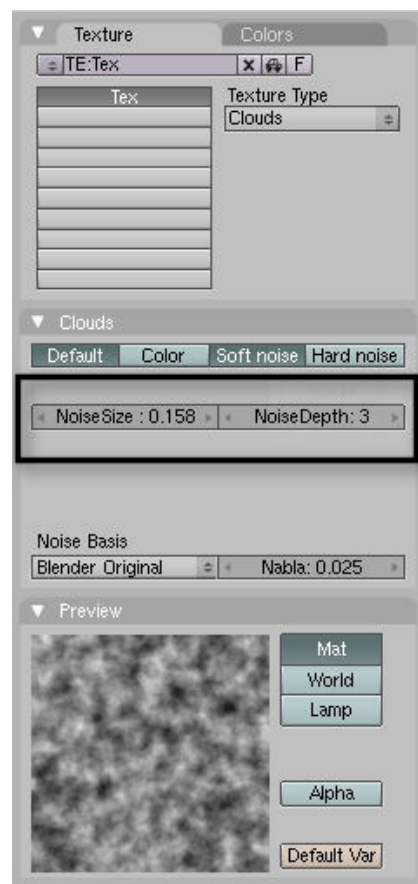 Texture Colors
TE:Tex X F
Tex Texture Type
Clouds
Clouds
Default Color Soft noise Hard noise
NoiseSize : 0.158 NoiseDepth: 3
Noise Basis
Blender Original Nabla: 0.025
Preview
Mat
World
Lamp
Alpha
Default Var